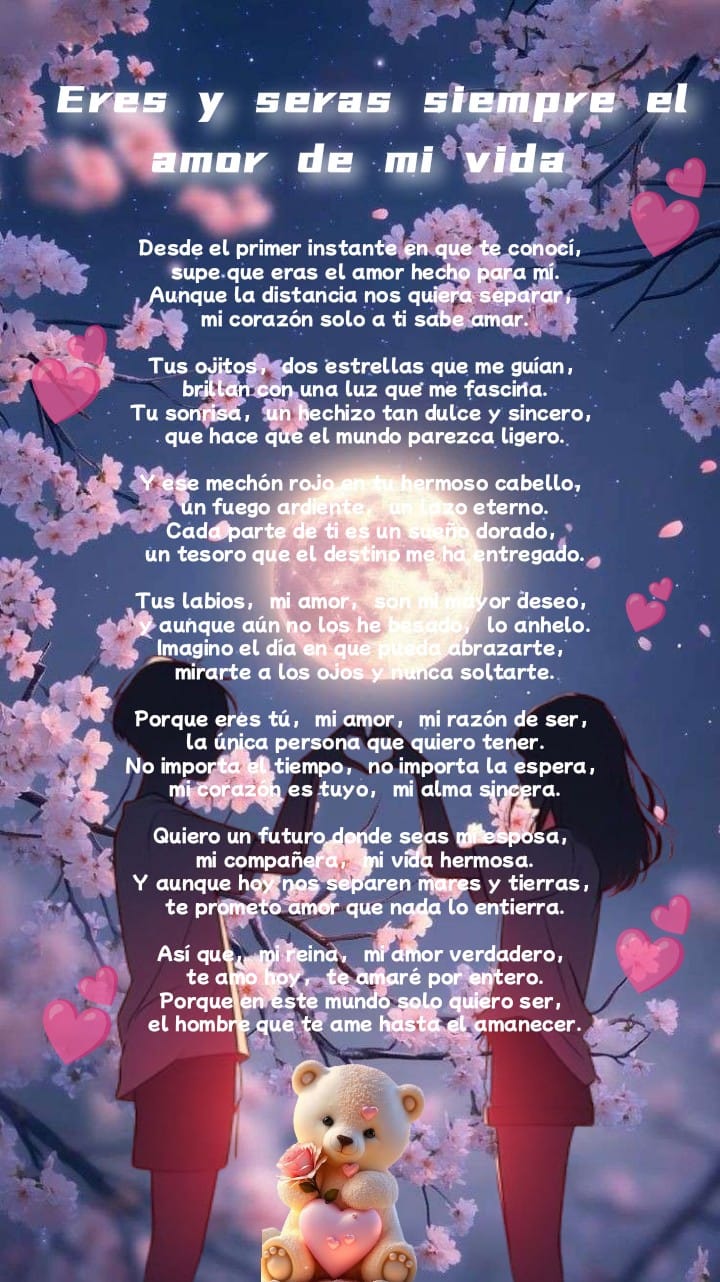 Eres y seras siempre el
amor de mi vida
Desde el primer instante en que te conocí,
supe que eras el amor hecho para mí.
Aunque la distancia nos quiera separar,
mi corazón solo a ti sabe amar.
Tus ojitos, dos estrellas que me guían,
brillan con una luz que me fascina.
Tu sonrisa, un hechizo tan dulce y sincero,
que hace que el mundo parezca ligero.
Y ese mechón rojo en tu hermoso cabello,
un fuego ardiente, un lazo eterno.
Cada parte de ti es un sueño dorado,
un tesoro que el destino me ha entregado.
Tus labios, mi amor, son mi mayor deseo,
y aunque aún no los he besado, lo anhelo.
Imagino el día en que pueda abrazarte,
mirarte a los ojos y nunca soltarte.
Porque eres tú, mi amor, mi razón de ser,
la única persona que quiero tener.
No importa el tiempo, no importa la espera,
mi corazón es tuyo, mi alma sincera.
Quiero un futuro donde seas mi esposa,
mi compañera, mi vida hermosa.
Y aunque hoy nos separen mares y tierras,
te prometo amor que nada lo entierra.
Así que, mi reina, mi amor verdadero,
te amo hoy, te amaré por entero.
Porque en este mundo solo quiero ser,
el hombre que te ame hasta el amanecer.